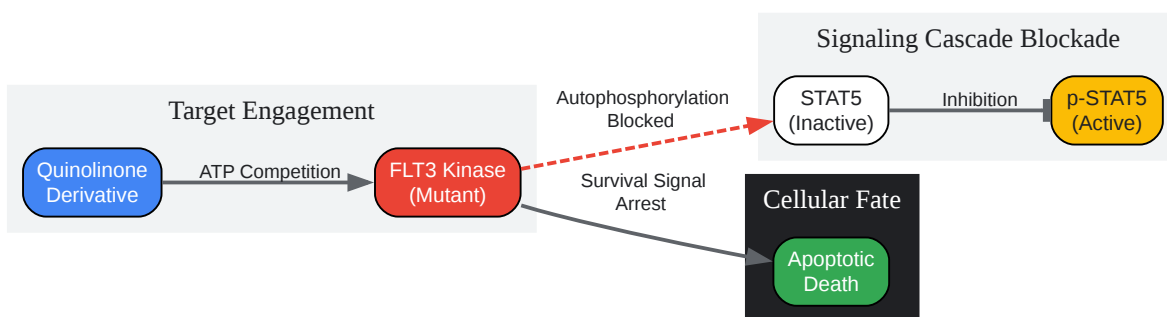 Signaling Cascade Blockade
STAT5
(Inactive)
Inhibition
p-STAT5
(Active)
Target Engagement
Quinolinone
Derivative
ATP Competition
FLT3 Kinase
(Mutant)
Autophosphorylation
Blocked
Survival Signal
Arrest
Cellular Fate
Apoptotic
Death